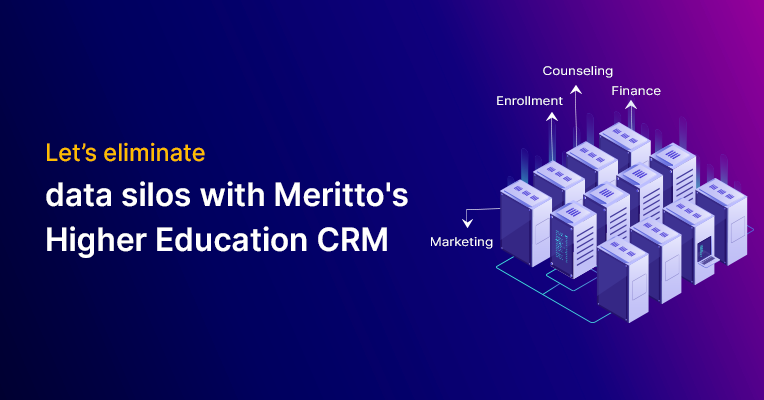 Let’s eliminate
data silos with Meritto's
Higher Education CRM
Counseling
Enrollment
Finance
Marketing